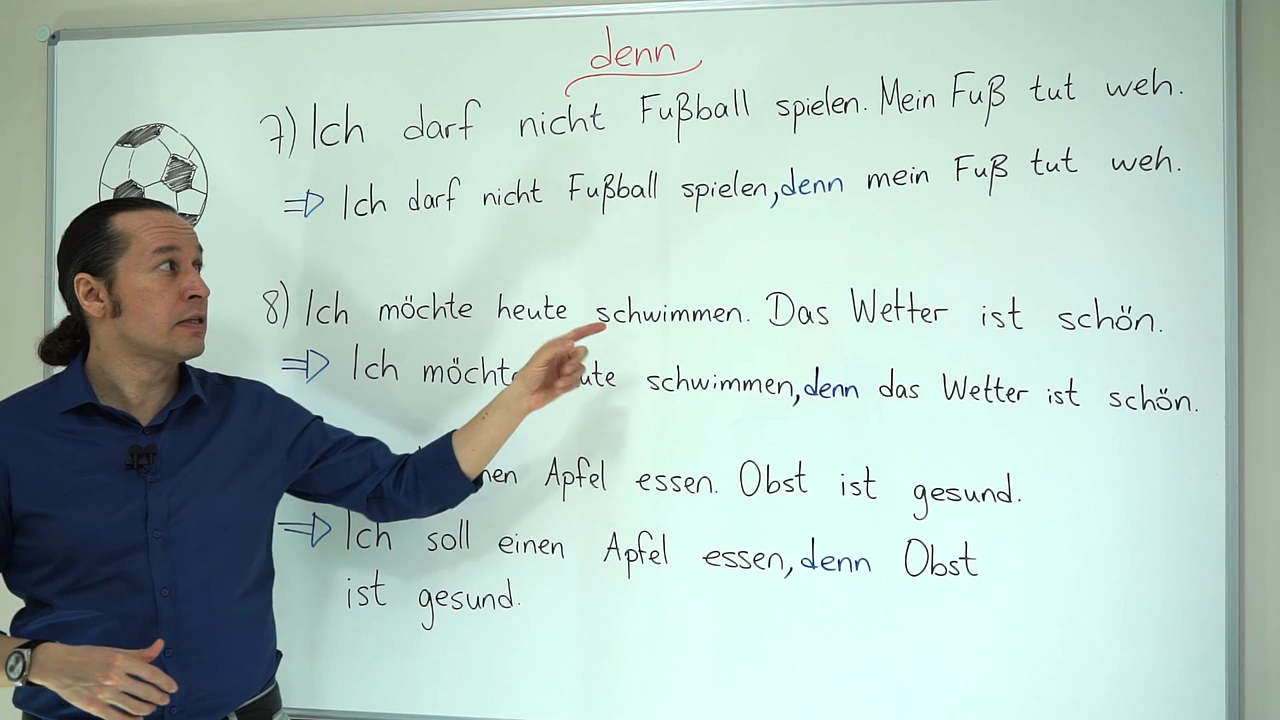 denn
7) Ich darf nicht Fußball spielen. Mein Fuß tut weh.
⇒ Ich darf nicht Fußball spielen, denn mein Fuß tut weh.
8) Ich möchte heute schwimmen. Das Wetter ist schön.
⇒ Ich möchte schwimmen, denn das Wetter ist schön.
Apfel essen. Obst ist gesund.
⇒ Ich soll einen Apfel essen, denn Obst
ist gesund.